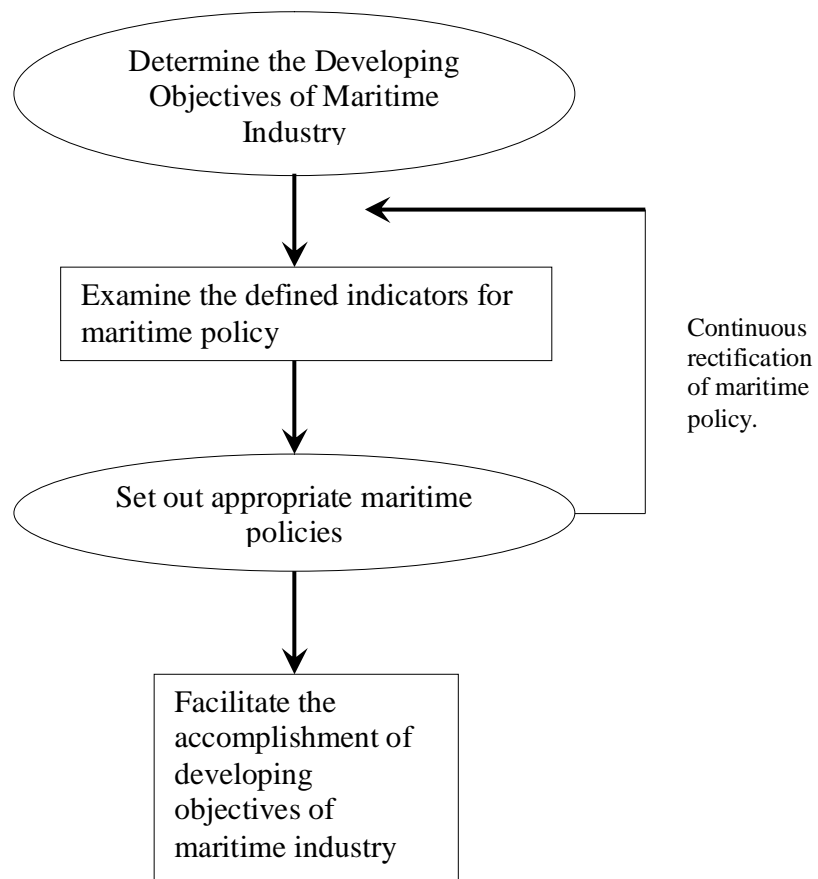 Determine the Developing
Objectives of Maritime
Industry
Examine the defined indicators for
maritime policy
Continuous
rectification
of maritime
policy.
Set out appropriate maritime
policies
Facilitate the
accomplishment of
developing
objectives of
maritime industry